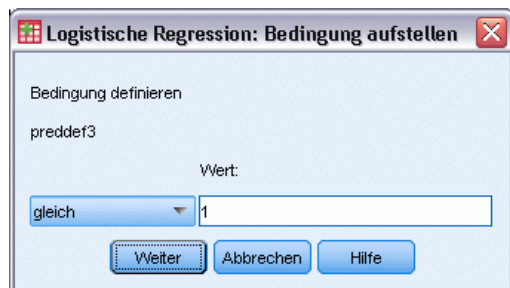 Logistische Regression: Bedingung aufstellen
Bedingung definieren
preddef3
Wert:
gleich 1
Weiter Abbrechen Hilfe